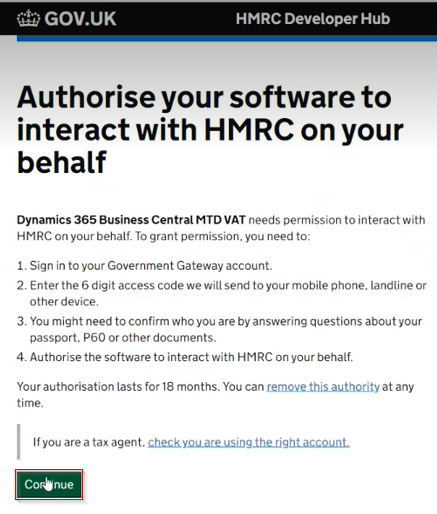 GOV.UK HMRC Developer Hub
Authorise your software to
interact with HMRC on your
behalf
Dynamics 365 Business Central MTD VAT needs permission to interact with
HMRC on your behalf. To grant permission, you need to:
1. Sign in to your Government Gateway account.
2. Enter the 6 digit access code we will send to your mobile phone, landline or
other device.
3. You might need to confirm who you are by answering questions about your
passport, P60 or other documents.
4. Authorise the software to interact with HMRC on your behalf.
Your authorisation lasts for 18 months. You can remove this authority at any
time.
If you are a tax agent, check you are using the right account.
Continue